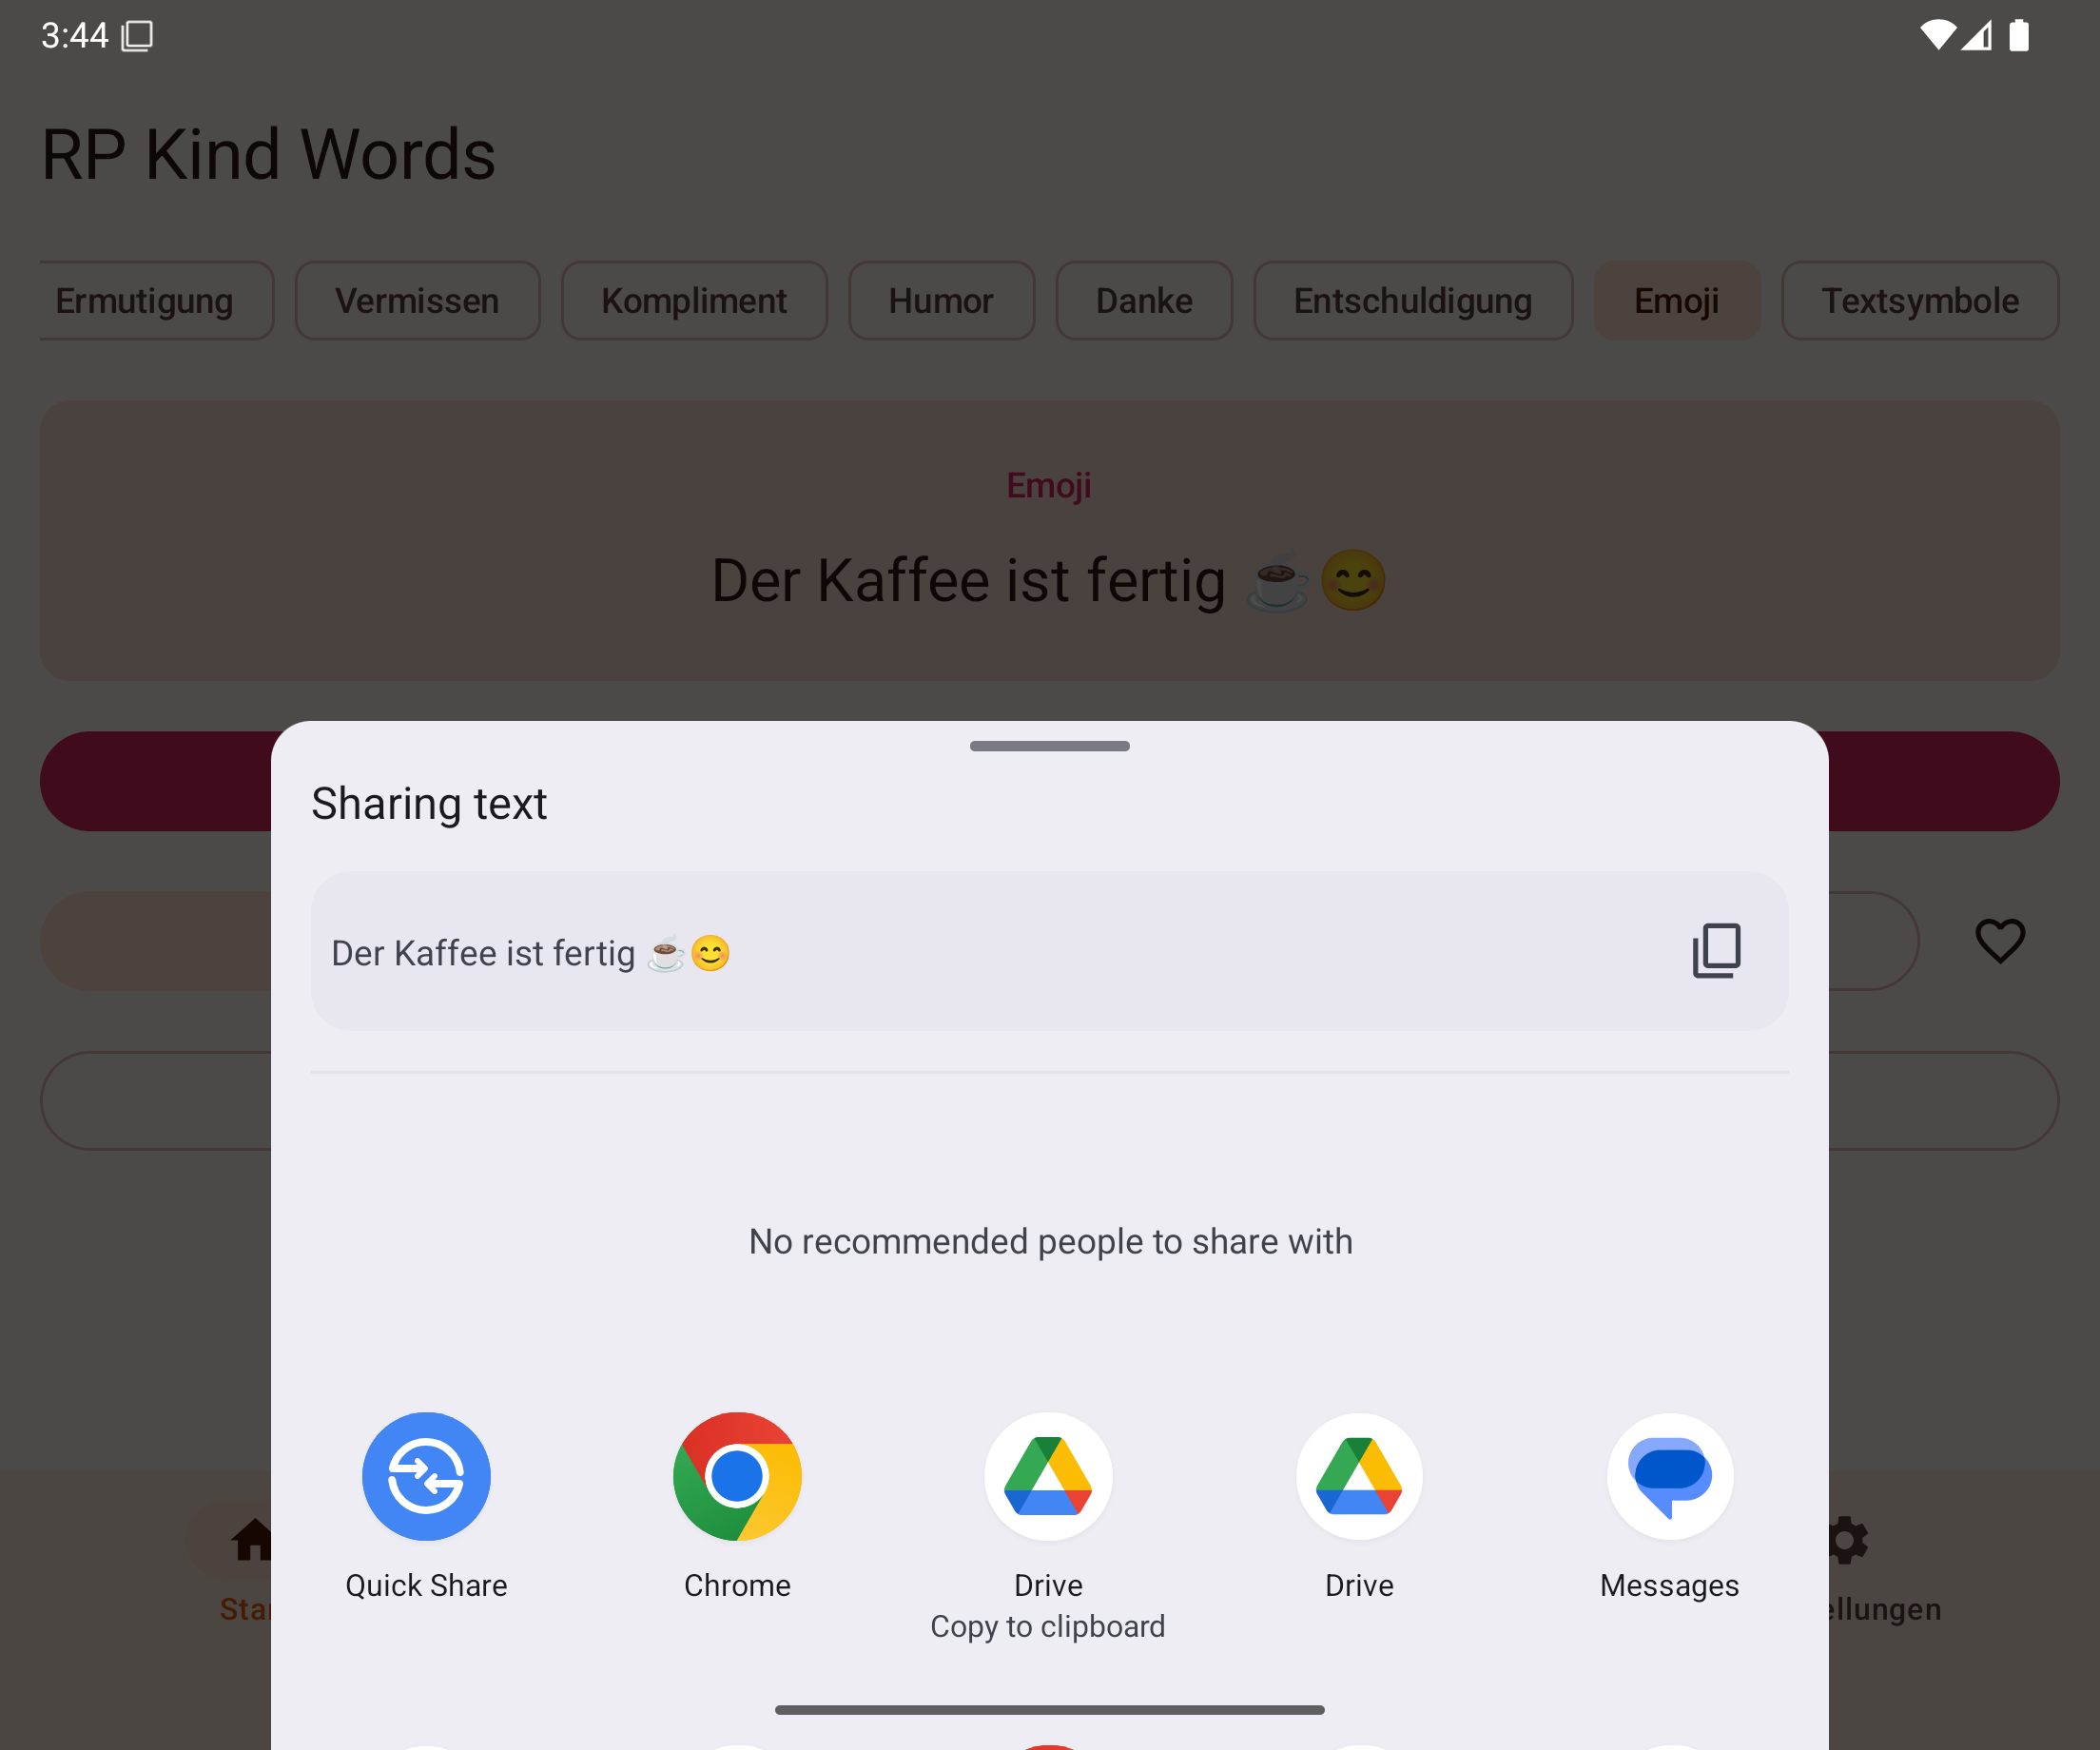 3:44
RP Kind Words
Ermutigung Vermissen Kompliment Humor Danke Entschuldigung Emoji Textsymbole
Emoji
Der Kaffee ist fertig ☕😊
Sharing text
Der Kaffee ist fertig ☕😊
No recommended people to share with
Quick Share Chrome Drive Drive Messages
Copy to clipboard